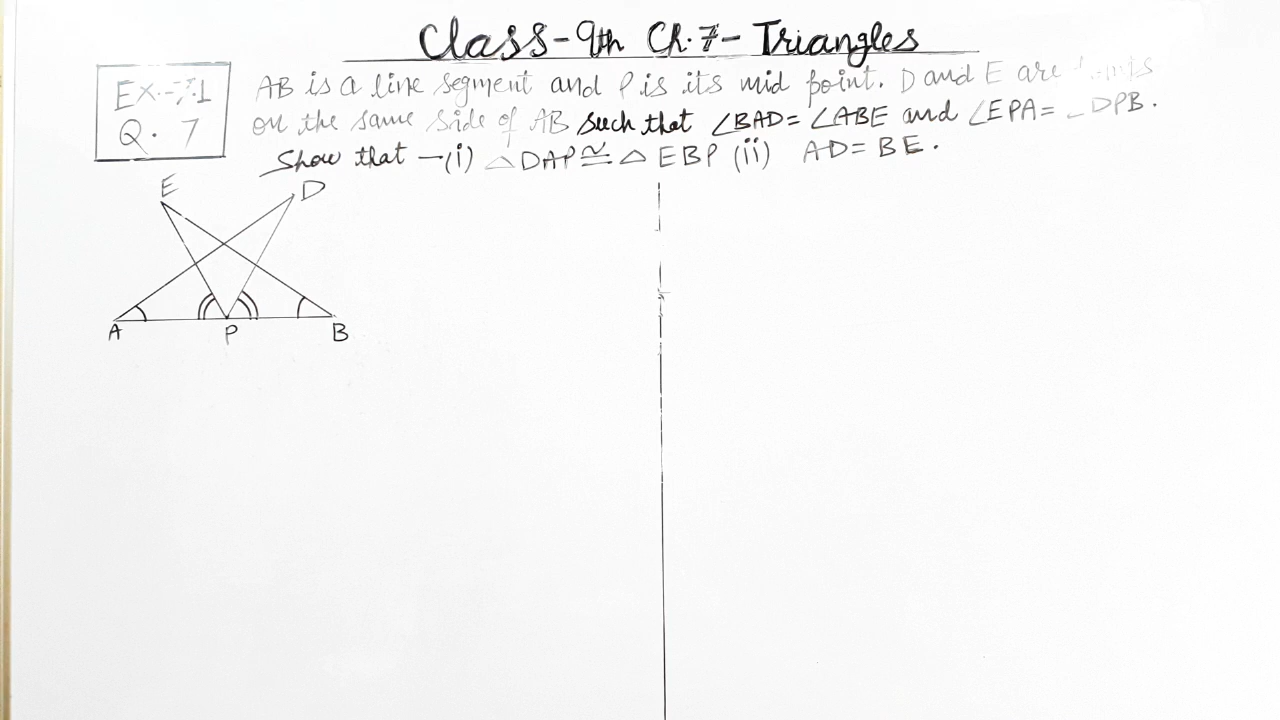 Class-9th Ch.7- Triangles
Ex.-7.1
Q. 7
AB is a line segment and P is its mid point. D and E are points
on the same side of AB such that ∠BAD=∠ABE and ∠EPA=∠DPB.
Show that -(i) △DAP≅△EBP (ii) AD=BE.
E D
A P B